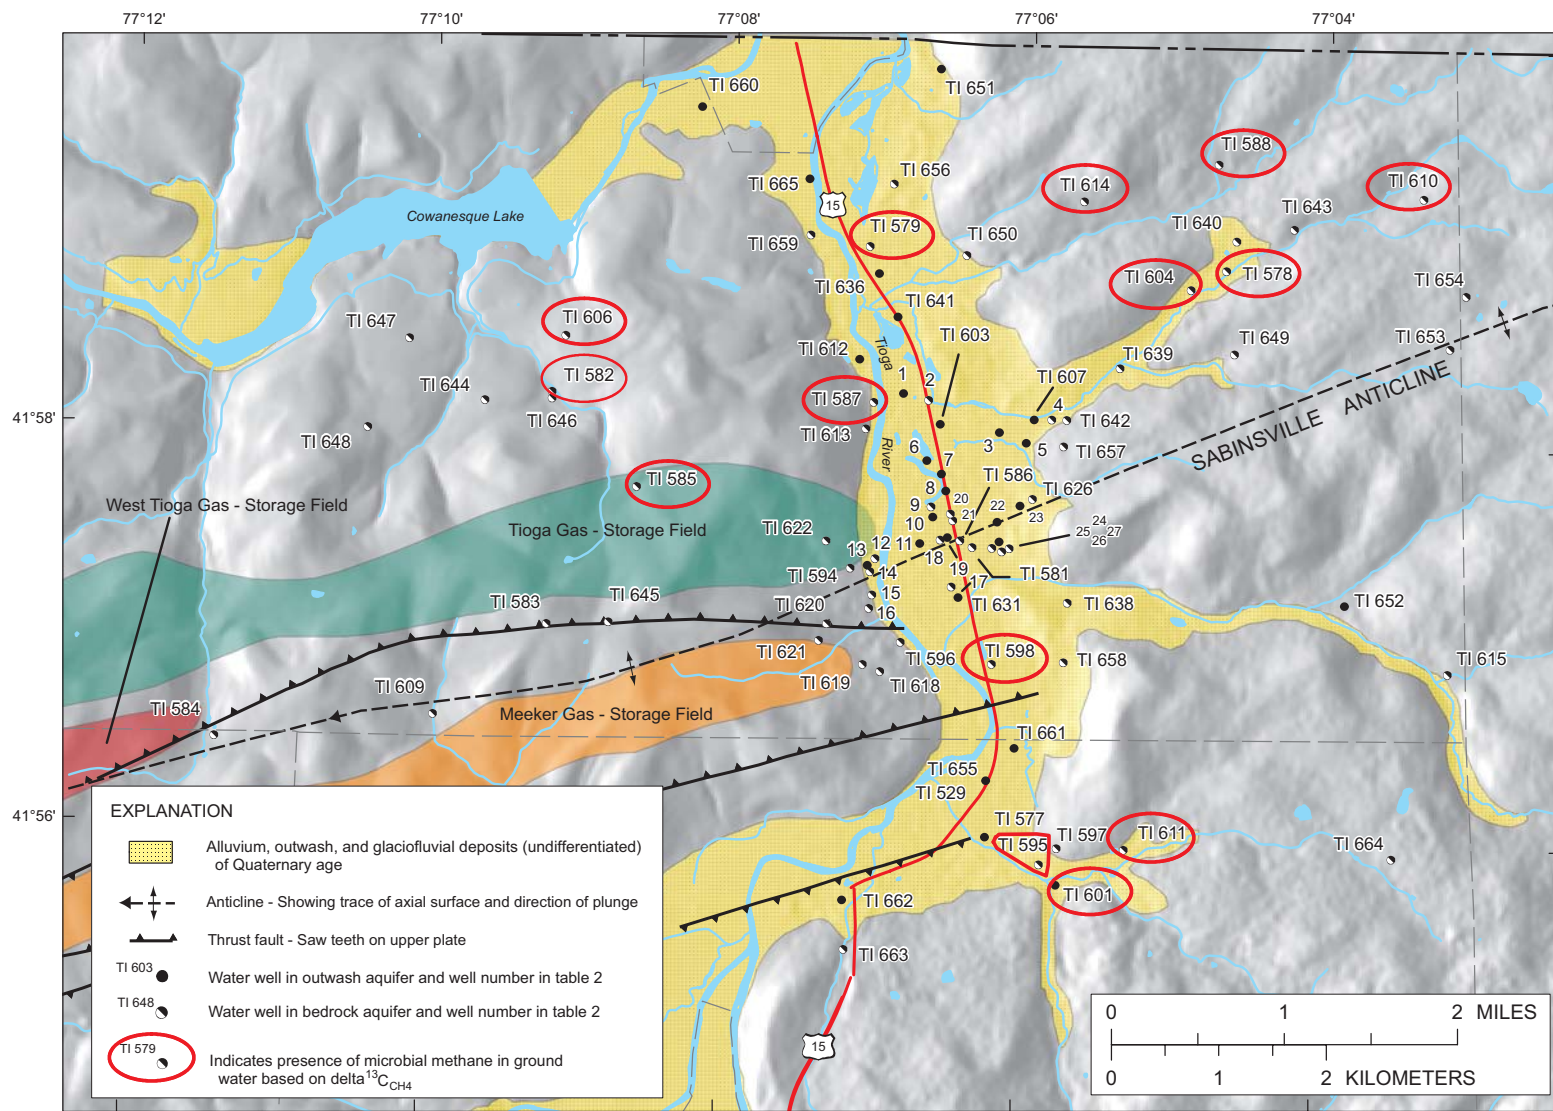 77°12'
77°10'
77°08'
77°06'
77°04'
TI 660
TI 651
TI 588
TI 665
TI 656
TI 614
TI 610
15
Cowanesque Lake
TI 579
TI 640
TI 643
TI 659
TI 650
TI 604
TI 578
TI 636
TI 654
TI 606
TI 641
TI 647
TI 603
TI 653
Tioga
TI 612
TI 649
TI 639
TI 582
1
2
TI 607
TI 644
TI 587
4
ANTICLINE
41°58'
TI 646
TI 642
TI 613
TI 648
3
5
TI 657
SABINSVILLE
River
6
7
TI 586
TI 585
8
TI 626
West Tioga Gas - Storage Field
9
20
22
Tioga Gas - Storage Field
TI 622
10
21
23
24
25
27
12
11
26
13
18
TI 594
14
19
TI 581
TI 583
TI 645
15
17
TI 620
16
TI 631
TI 638
TI 652
TI 621
TI 596
TI 598
TI 658
TI 615
TI 619
TI 618
TI 584
TI 609
Meeker Gas - Storage Field
TI 661
TI 655
TI 529
41°56'
EXPLANATION
TI 577
TI 597
TI 611
TI 595
TI 664
Alluvium, outwash, and glaciofluvial deposits (undifferentiated)
of Quaternary age
TI 601
Anticline - Showing trace of axial surface and direction of plunge
TI 662
Thrust fault - Saw teeth on upper plate
TI 663
TI 603
Water well in outwash aquifer and well number in table 2
TI 648
Water well in bedrock aquifer and well number in table 2
TI 579
Indicates presence of microbial methane in ground
water based on delta13CCH4
15
0
1
2
MILES
0
1
2
KILOMETERS